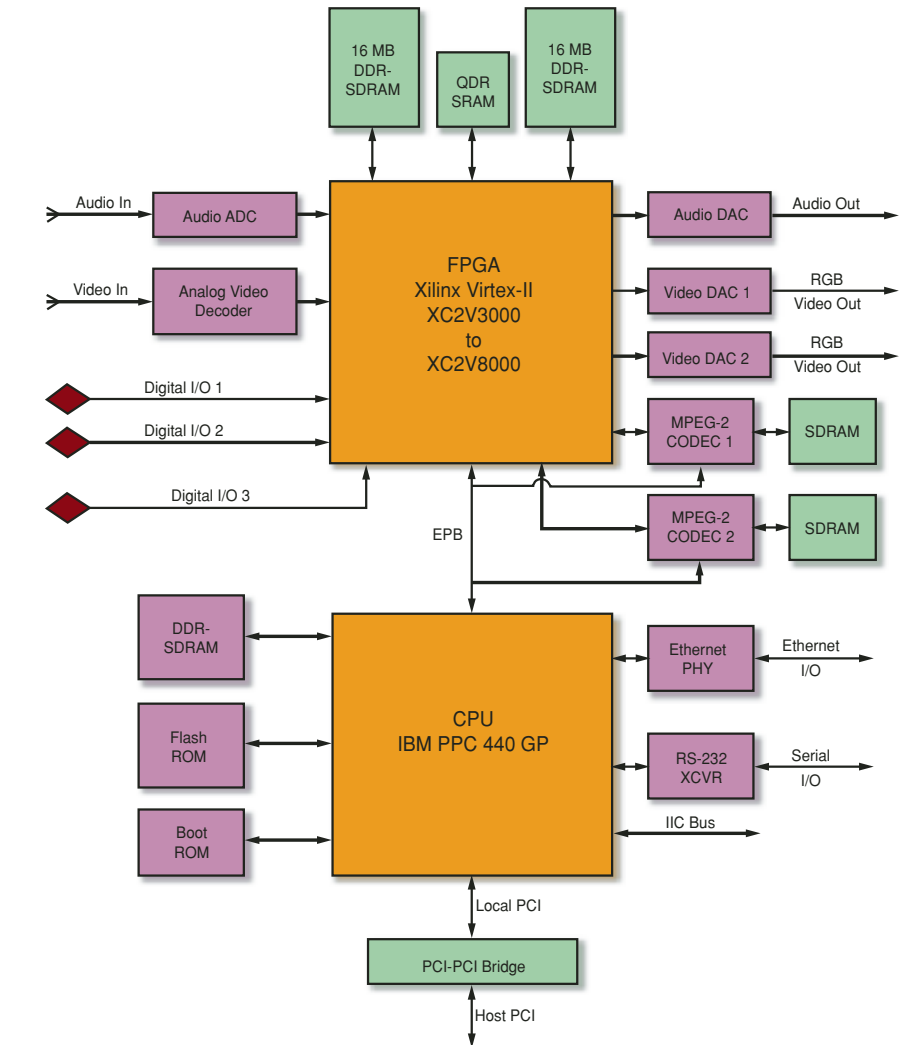 16 MB
DDR-
SDRAM
QDR
SRAM
16 MB
DDR-
SDRAM
Audio In
Audio ADC
Audio DAC
Audio Out
FPGA
Xilinx Virtex-II
XC2V3000
to
XC2V8000
Video In
Analog Video
Decoder
Video DAC 1
RGB
Video Out
Video DAC 2
RGB
Video Out
Digital I/O 1
Digital I/O 2
Digital I/O 3
MPEG-2
CODEC 1
SDRAM
MPEG-2
CODEC 2
SDRAM
EPB
DDR-
SDRAM
Flash
ROM
Boot
ROM
CPU
IBM PPC 440 GP
Ethernet
PHY
Ethernet
I/O
RS-232
XCVR
Serial
I/O
IIC Bus
Local PCI
PCI-PCI Bridge
Host PCI